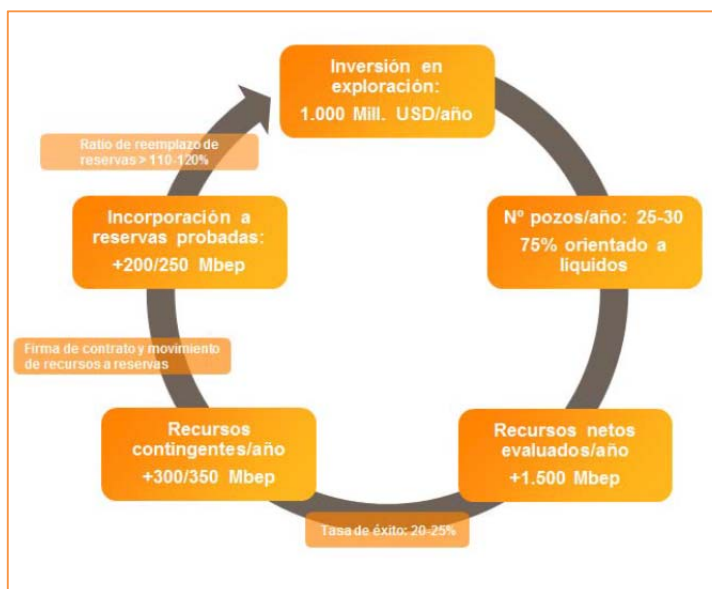 Inversión en
exploración:
1.000 Mill. USD/año
Nº pozos/año: 25-30
75% orientado a
líquidos
Recursos netos
evaluados/año
+1.500 Mbep
Tasa de éxito: 20-25%
Recursos
contingentes/año
+300/350 Mbep
Firma de contrato y movimiento
de recursos a reservas
Incorporación a
reservas probadas:
+200/250 Mbep
Ratio de reemplazo de
reservas > 110-120%